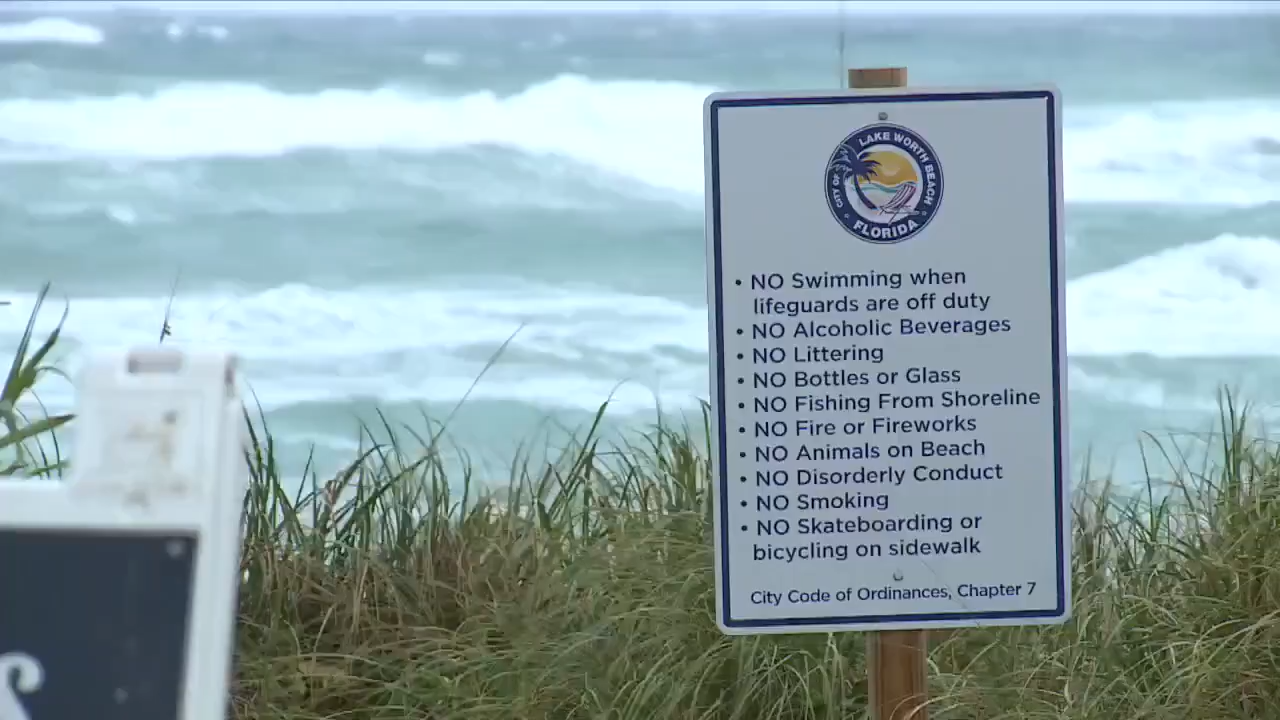 CITY OF LAKE WORTH BEACH
FLORIDA
• NO Swimming when
lifeguards are off duty
• NO Alcoholic Beverages
• NO Littering
• NO Bottles or Glass
• NO Fishing From Shoreline
• NO Fire or Fireworks
• NO Animals on Beach
• NO Disorderly Conduct
• NO Smoking
• NO Skateboarding or
bicycling on sidewalk
City Code of Ordinances, Chapter 7